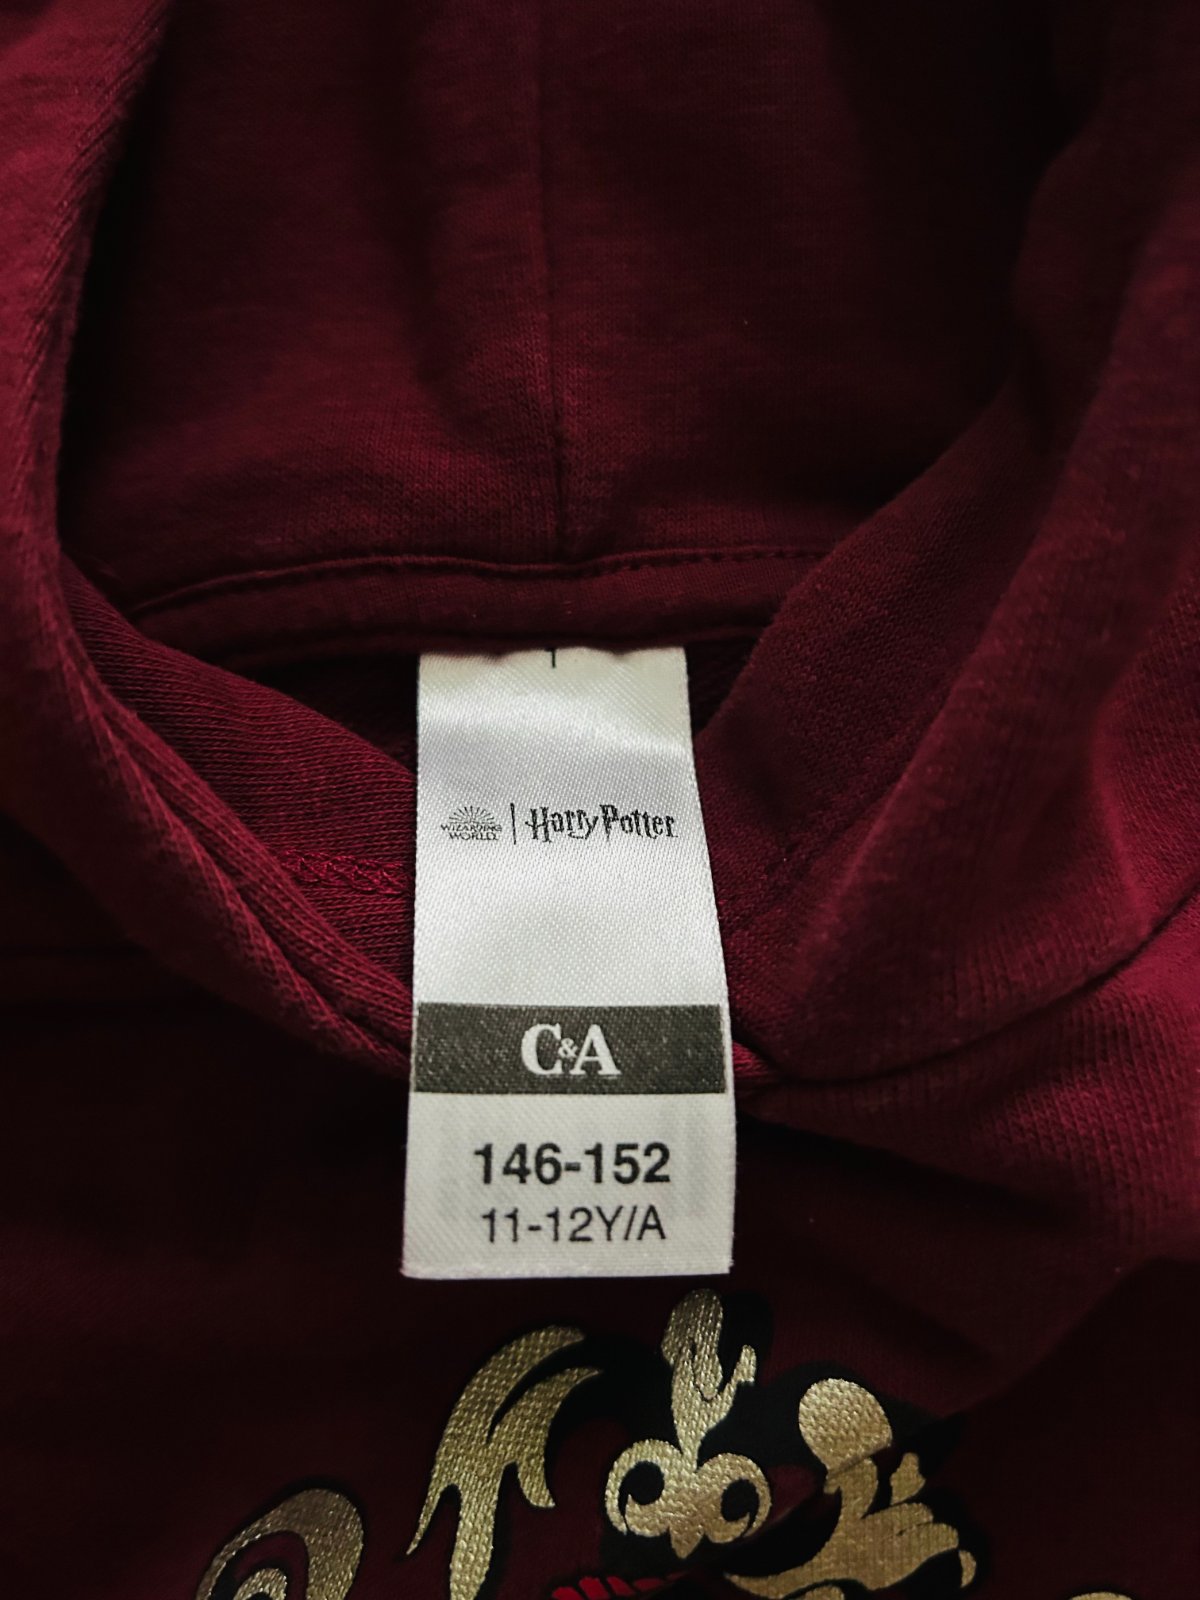 WIZARDING
WORLD
Harry Potter
C&A
146-152
11-12Y/A